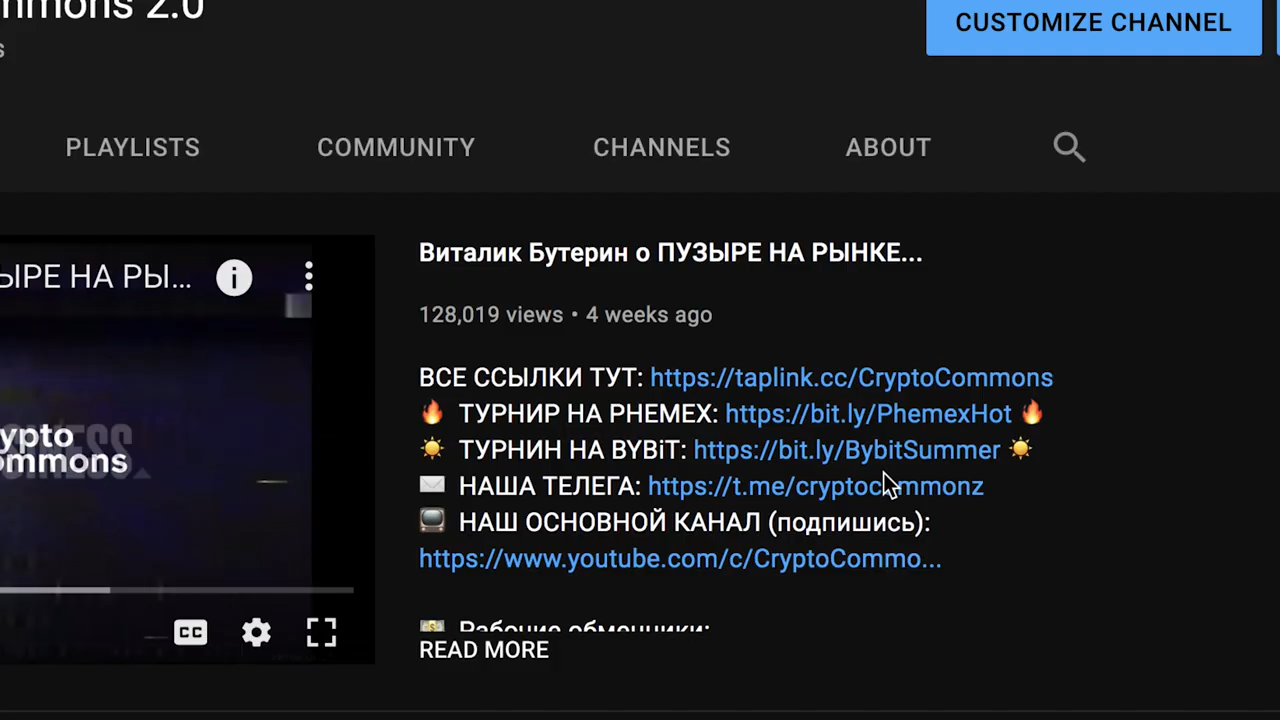 mmons 2.0
s
CUSTOMIZE CHANNEL
PLAYLISTS COMMUNITY CHANNELS ABOUT
ЫРЕ НА РЫ...
i
ypto
ommons
CC
Виталик Бутерин о ПУЗЫРЕ НА РЫНКЕ...
128,019 views • 4 weeks ago
ВСЕ ССЫЛКИ ТУТ: https://taplink.cc/CryptoCommons
🔥 ТУРНИР НА PHEMEX: https://bit.ly/PhemexHot 🔥
☀️ ТУРНИН НА BYBiT: https://bit.ly/BybitSummer ☀️
✉️ НАША ТЕЛЕГА: https://t.me/cryptocommonz
📺 НАШ ОСНОВНОЙ КАНАЛ (подпишись):
https://www.youtube.com/c/CryptoCommo...
💵 Рабочие обменники:
READ MORE